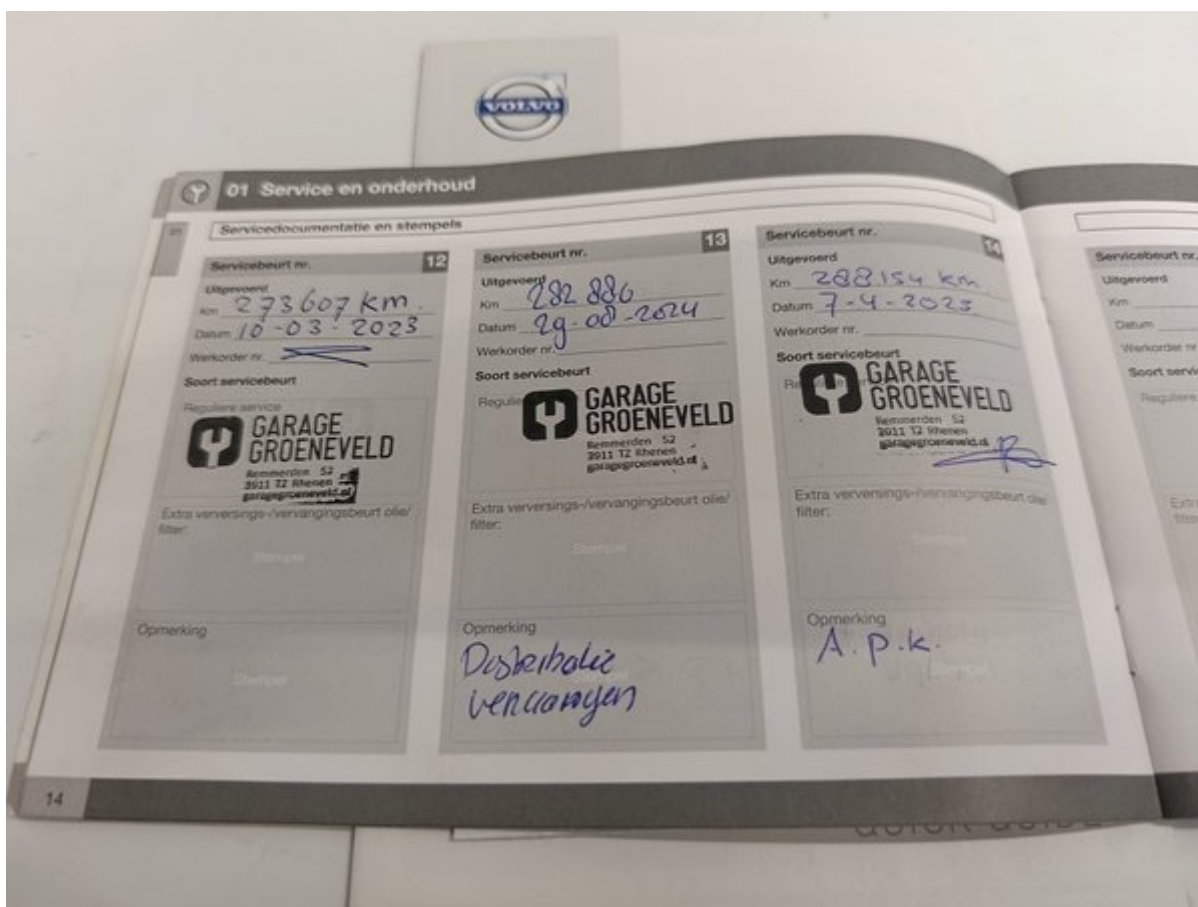 VOLVO
01 Service en onderhoud
Servicedocumentatie en stempels
Servicebeurt nr. 12
Uitgevoerd
Km 273607 km.
Datum 10-03-2023
Werkorder nr.
Soort servicebeurt
Reguliere service
GARAGE
GROENEVELD
Remmerden 52
3911 TZ Rhenen
garagegroeneveld.nl
Extra verversings-/vervangingsbeurt olie/
filter:
Stempel
Opmerking
Stempel
Servicebeurt nr. 13
Uitgevoerd
Km 282 886
Datum 29-08-2024
Werkorder nr.
Soort servicebeurt
GARAGE
GROENEVELD
Remmerden 52
3911 TZ Rhenen
garagegroeneveld.nl
Extra verversings-/vervangingsbeurt olie/
filter:
Stempel
Opmerking
Distributie
vervangen
Servicebeurt nr. 14
Uitgevoerd
Km 288154 km
Datum 7-4-2025
Werkorder nr.
Soort servicebeurt
GARAGE
GROENEVELD
Remmerden 52
3911 TZ Rhenen
garagegroeneveld.nl
Extra verversings-/vervangingsbeurt olie/
filter:
Stempel
Opmerking
A.p.k.
Stempel
Servicebeurt nr.
Uitgevoerd
Km
Datum
Werkorder nr
Soort servi
Reguliere
Extra
filter
14